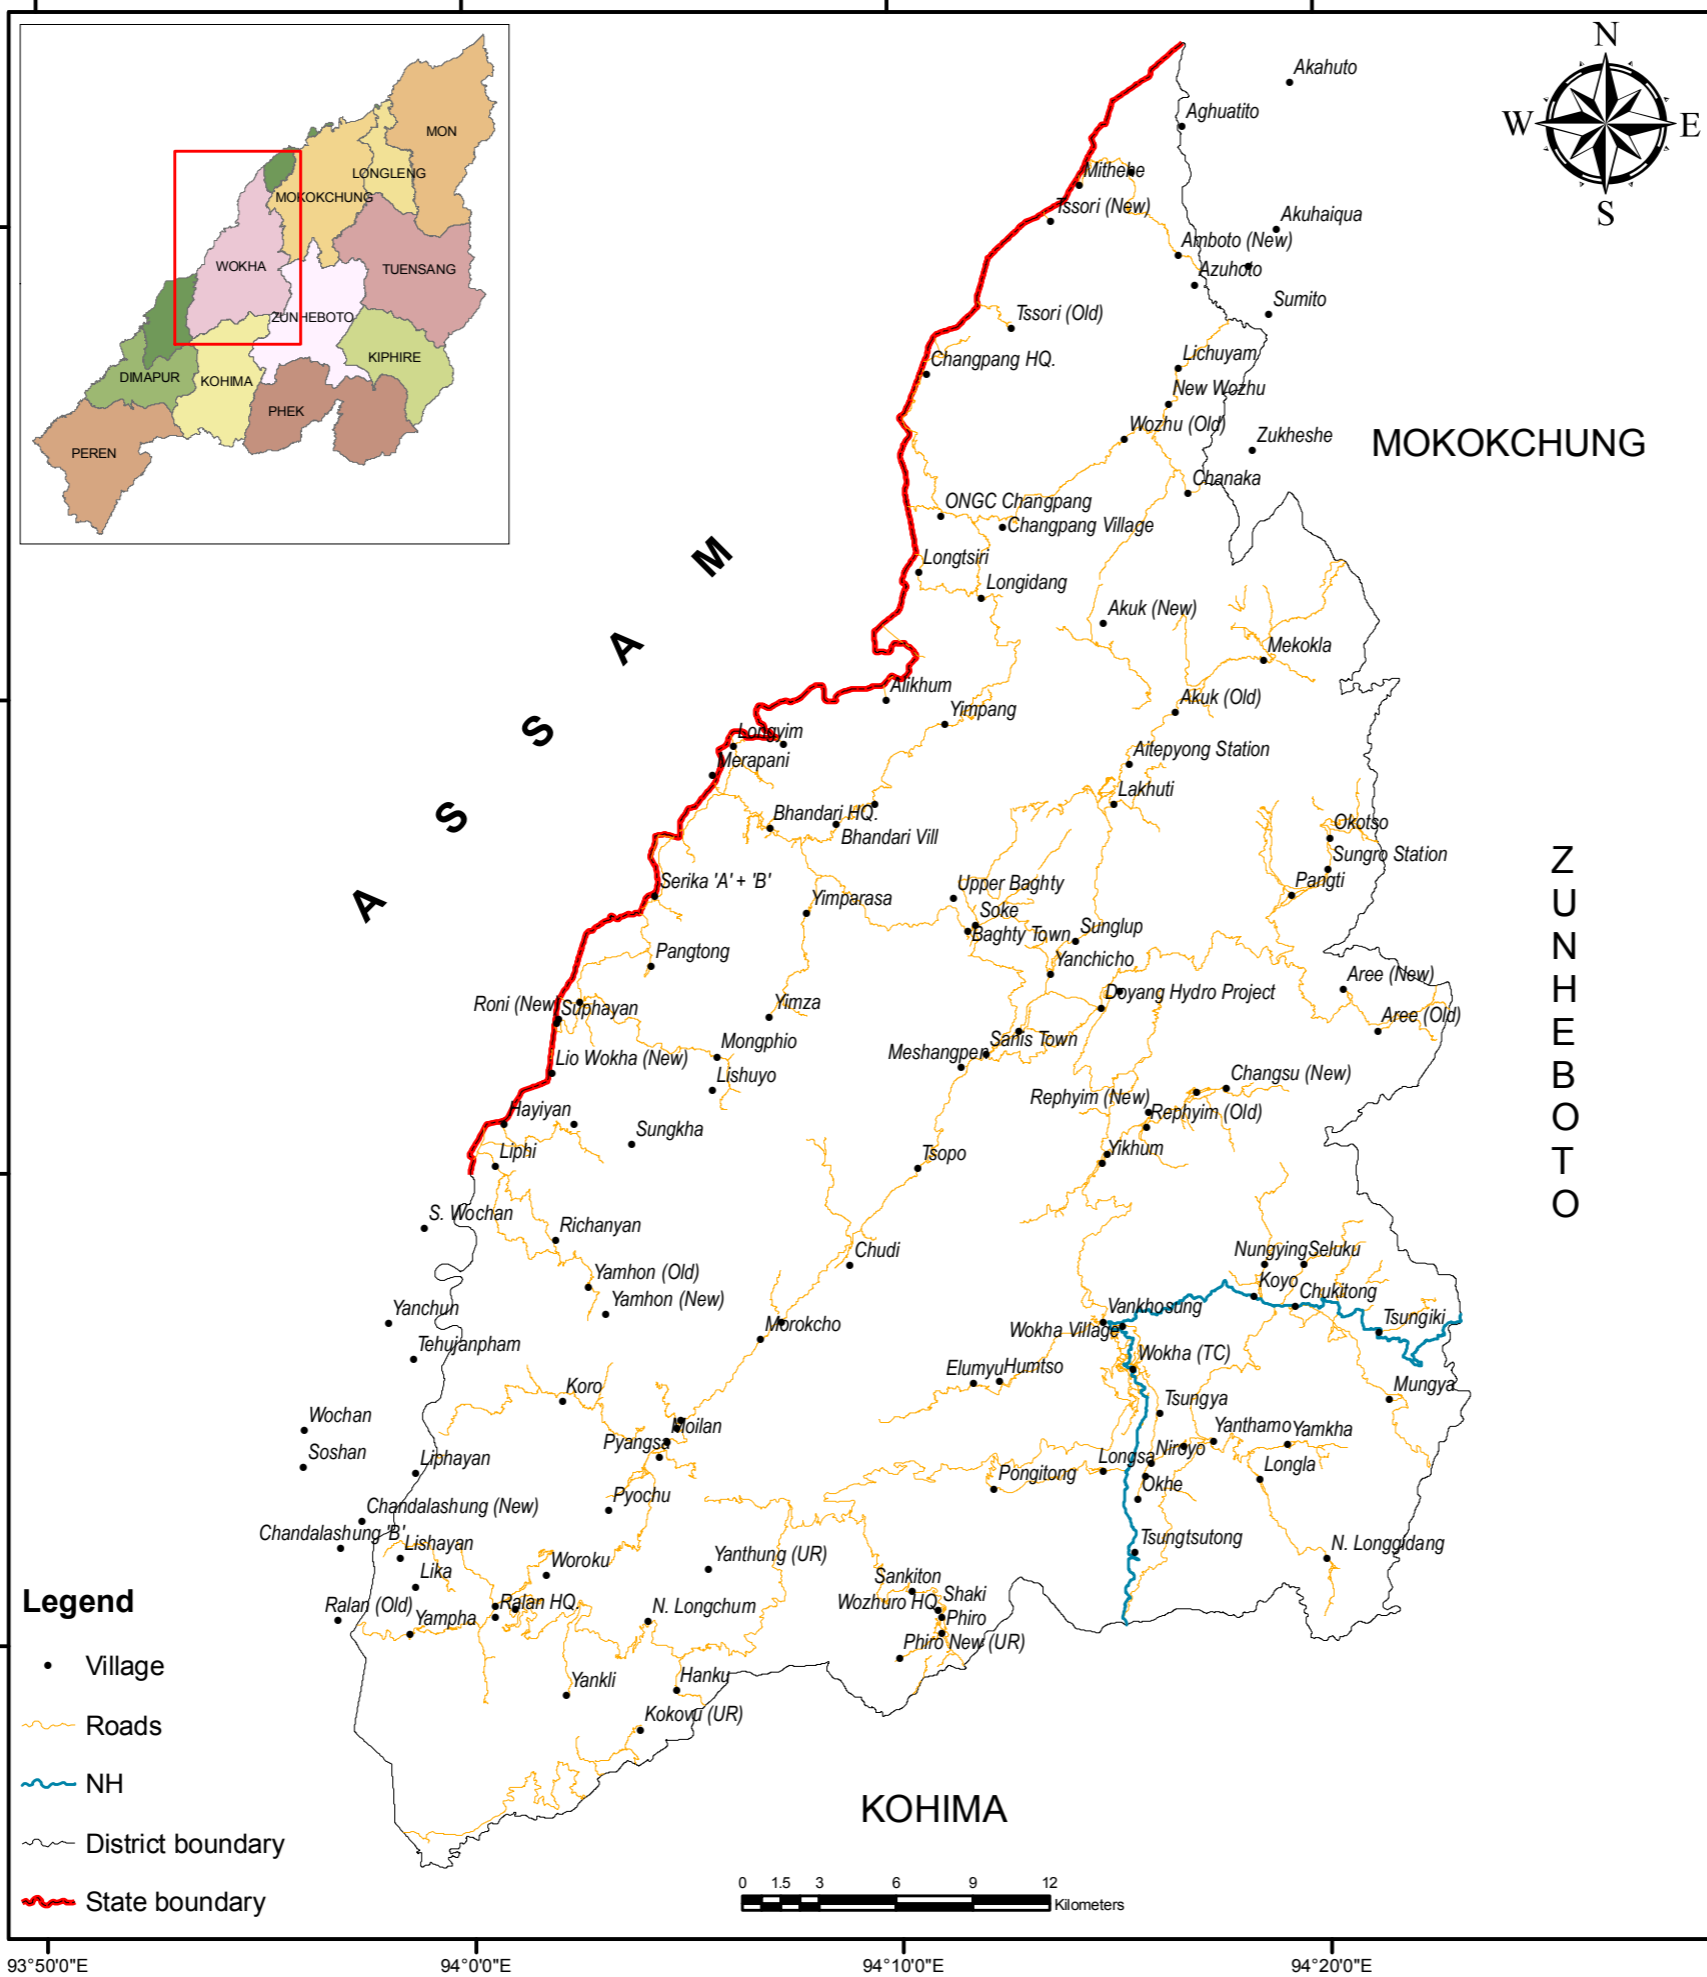 N
W
E
S
MON
LONGLENG
MOKOKCHUNG
WOKHA
TUENSANG
ZUNHEBOTO
KIPHIRE
DIMAPUR
KOHIMA
PHEK
PEREN
Akahuto
Aghuatito
Mithehe
Tssori (New)
Akuhaiqua
Amboto (New)
Azuhoto
Sumito
Tssori (Old)
Changpang HQ.
Lichuyam
New Wozhu
Wozhu (Old)
Zukheshe
MOKOKCHUNG
Chanaka
ONGC Changpang
Changpang Village
Longtsiri
Longidang
Akuk (New)
Mekokla
ASSAM
Alikhum
Akuk (Old)
Yimpang
Longyim
Merapani
Aitepyong Station
Lakhuti
Bhandari HQ.
Bhandari Vill
Okotso
Sungro Station
Pangti
ZUNHEBOTO
Serika 'A' + 'B'
Upper Baghty
Yimparasa
Soke
Baghty Town
Sunglup
Pangtong
Yanchicho
Aree (New)
Doyang Hydro Project
Roni (New)
Suphayan
Yimza
Aree (Old)
Mongphio
Sanis Town
Meshangpen
Lio Wokha (New)
Lishuyo
Changsu (New)
Rephyim (New)
Rephyim (Old)
Hayiyan
Sungkha
Liphi
Tsopo
Yikhum
S. Wochan
Richanyan
Chudi
Nungying
Seluku
Yamhon (Old)
Koyo
Chukitong
Yamhon (New)
Yanchun
Vankhosung
Tsungiki
Morokcho
Wokha Village
Tehujanpham
Wokha (TC)
Elumyu
Humtso
Koro
Mungya
Tsungya
Wochan
Moilan
Yanthamo
Yamkha
Pyangsa
Soshan
Liphayan
Longsa
Niroyo
Longla
Pongitong
Okhe
Pyochu
Chandalashung (New)
Chandalashung 'B'
Lishayan
Tsungtsutong
N. Longgidang
Yanthung (UR)
Woroku
Lika
Sankiton
Shaki
Wozhuro HQ
Ralan (Old)
Ralan HQ.
N. Longchum
Yampha
Phiro
Phiro New (UR)
Yankli
Hanku
Kokovu (UR)
KOHIMA
Legend
Village
Roads
NH
District boundary
State boundary
0 1.5 3 6 9 12
Kilometers
93°50'0"E 94°0'0"E 94°10'0"E 94°20'0"E